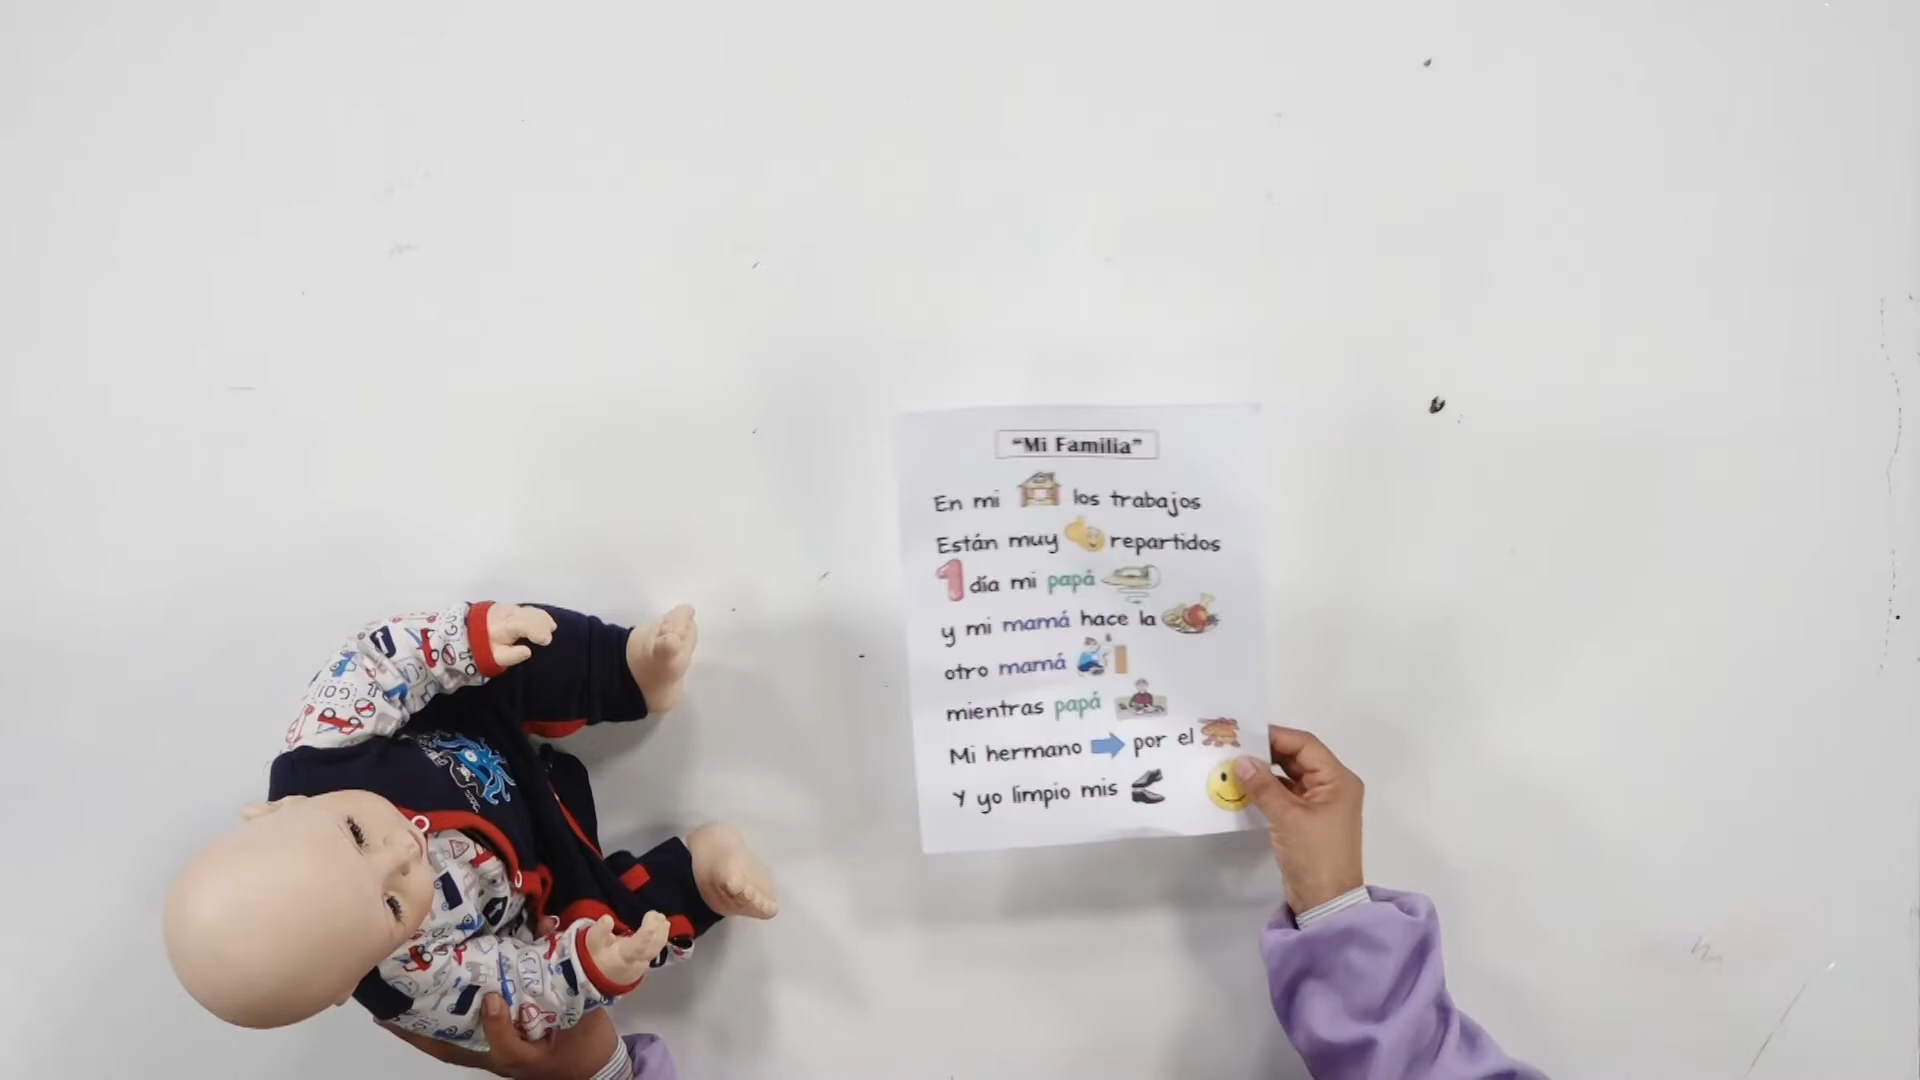 “Mi Familia”
En mi los trabajos
Están muy repartidos
1 día mi papá
y mi mamá hace la
otro mamá
mientras papá
Mi hermano por el
Y yo limpio mis
GO!